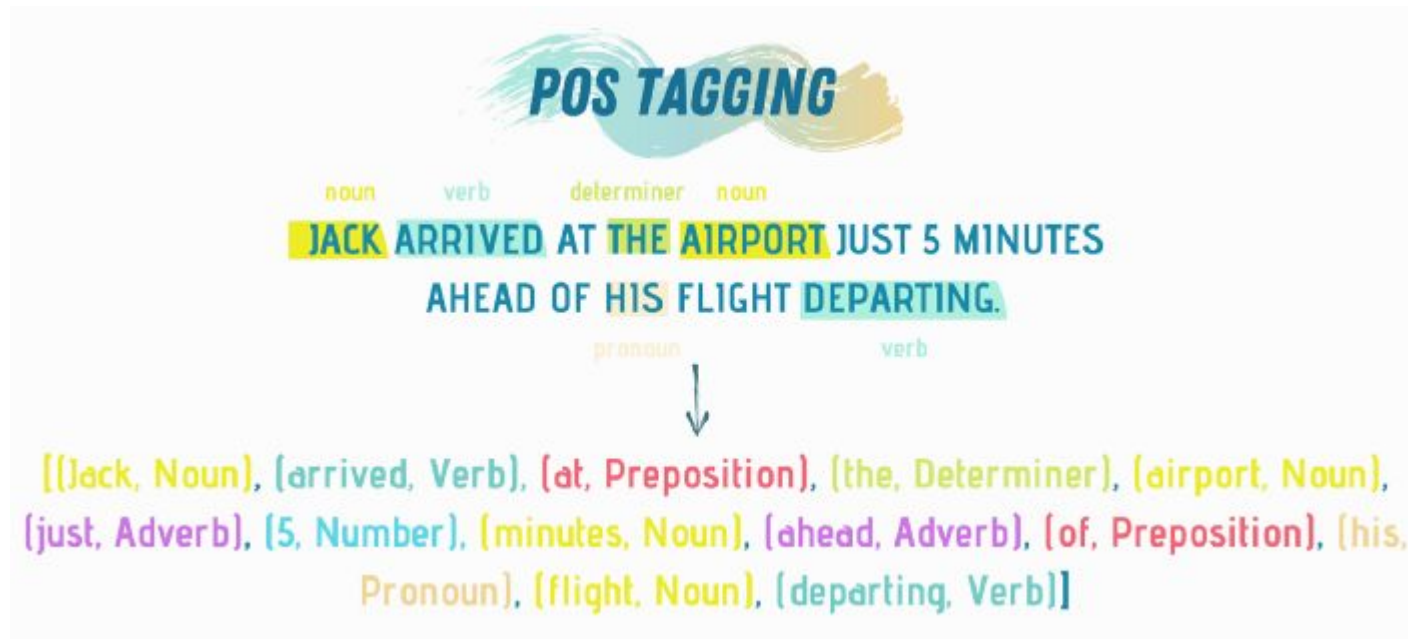 POS TAGGING
noun verb determiner noun
JACK ARRIVED AT THE AIRPORT JUST 5 MINUTES
AHEAD OF HIS FLIGHT DEPARTING.
pronoun verb
[(Jack, Noun), (arrived, Verb), (at, Preposition), (the, Determiner), (airport, Noun),
(just, Adverb), (5, Number), (minutes, Noun), (ahead, Adverb), (of, Preposition), (his,
Pronoun), (flight, Noun), (departing, Verb)]